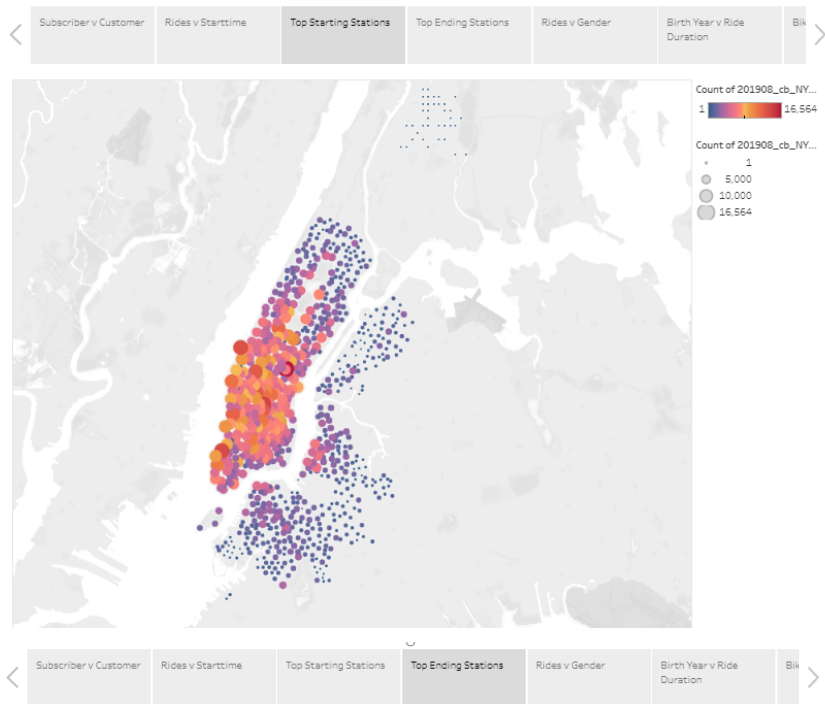 Subscriber v Customer
Rides v Starttime
Top Starting Stations
Top Ending Stations
Rides v Gender
Birth Year v Ride
Duration
Bik
Count of 201908_cb_NY...
1
16,564
Count of 201908_cb_NY...
1
5,000
10,000
16,564
Subscriber v Customer
Rides v Starttime
Top Starting Stations
Top Ending Stations
Rides v Gender
Birth Year v Ride
Duration
Bik